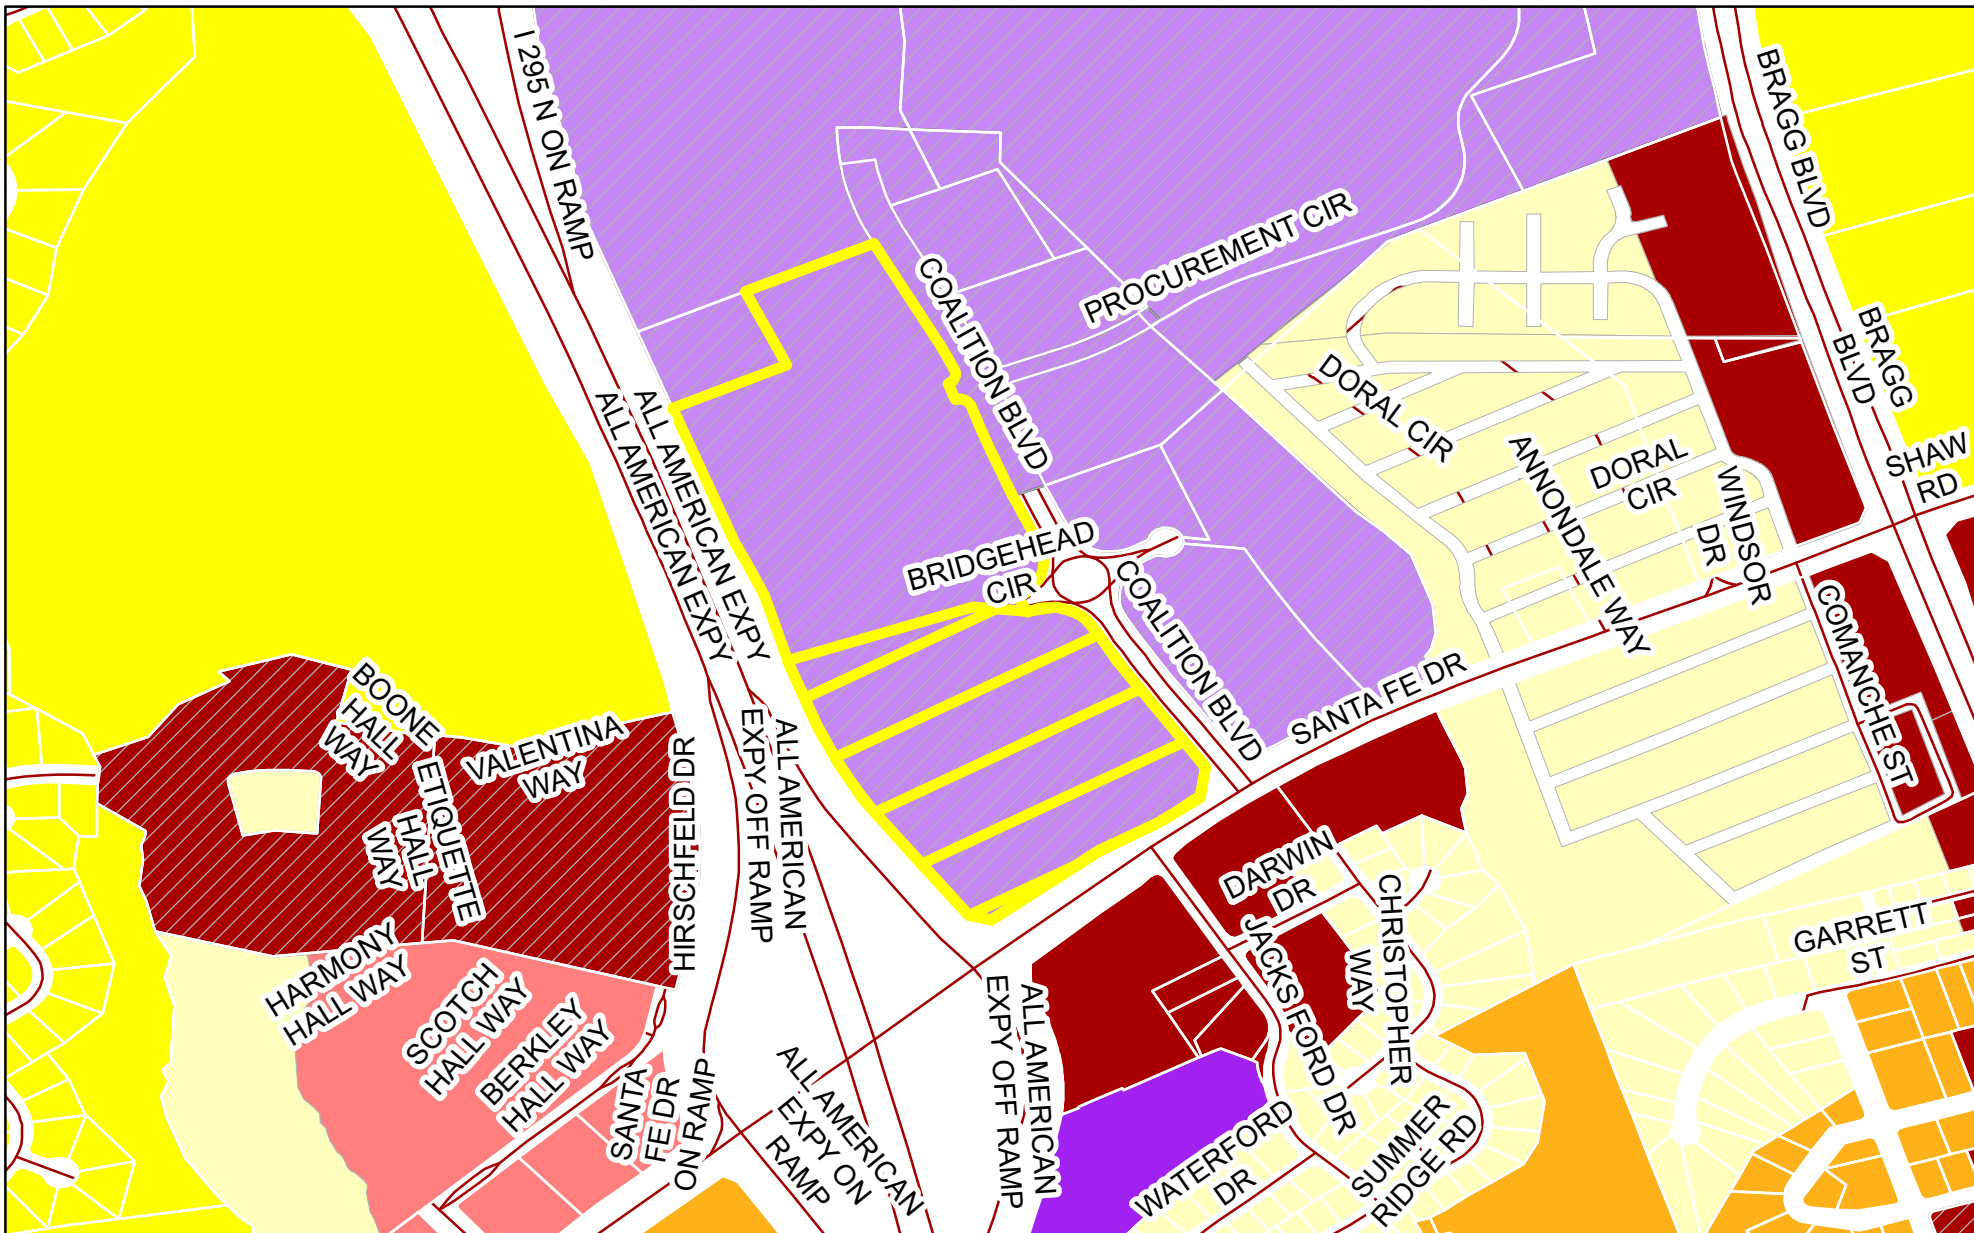 I 295 N ON RAMP
BRAGG BLVD
PROCUREMENT CIR
COALITION BLVD
BRAGG
BLVD
DORAL CIR
ALL AMERICAN EXPY
ALL AMERICAN EXPY
ANNONDALE WAY
DORAL
CIR
WINDSOR
DR
SHAW
RD
BRIDGEHEAD
CIR
COALITION BLVD
COMANCHE ST
SANTA FE DR
BOONE
HALL
WAY
VALENTINA
WAY
ETIQUETTE
HALL
WAY
HIRSCHFELD DR
ALL AMERICAN
EXPY OFF RAMP
DARWIN
DR
CHRISTOPHER
WAY
JACKS FORD DR
GARRETT
ST
HARMONY
HALL WAY
SCOTCH
HALL WAY
BERKLEY
HALL WAY
SANTA
FE DR
ON RAMP
ALL AMERICAN
EXPY ON
RAMP
ALL AMERICAN
EXPY OFF RAMP
WATERFORD
DR
SUMMER
RIDGE RD